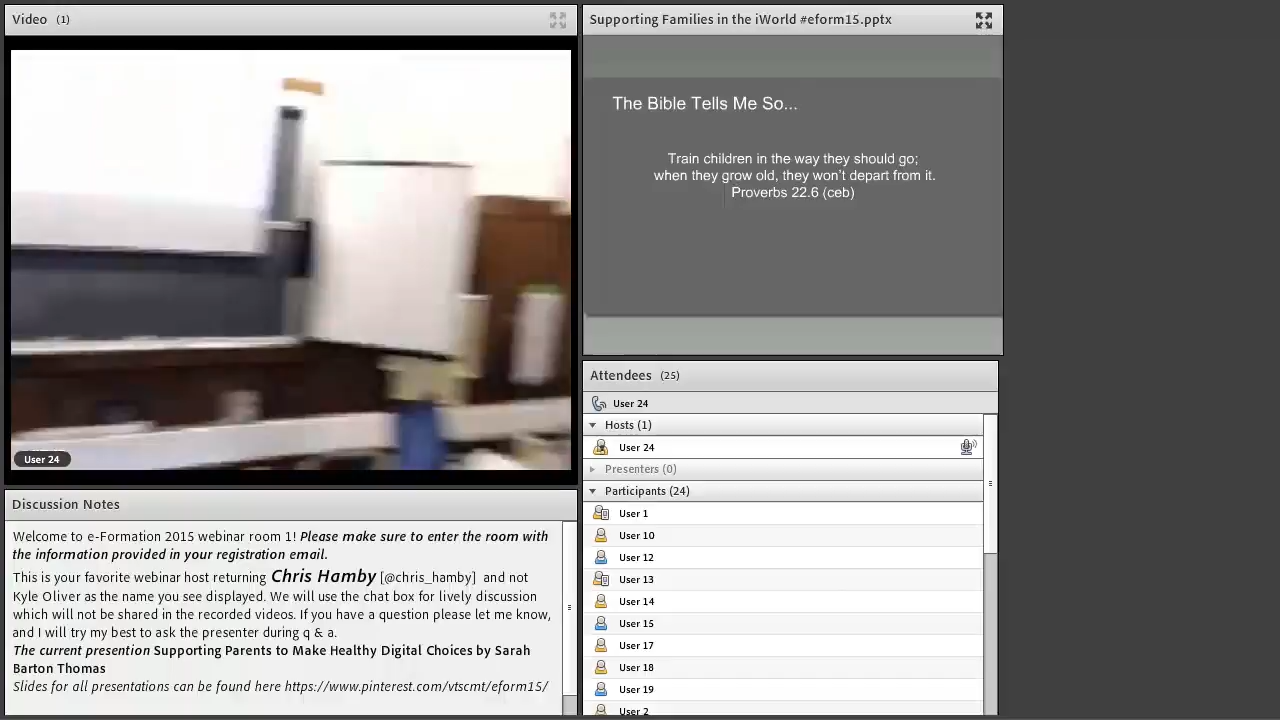 Video (1)
User 24
Discussion Notes
Welcome to e-Formation 2015 webinar room 1! Please make sure to enter the room with
the information provided in your registration email.
This is your favorite webinar host returning Chris Hamby [@chris_hamby] and not
Kyle Oliver as the name you see displayed. We will use the chat box for lively discussion
which will not be shared in the recorded videos. If you have a question please let me know,
and I will try my best to ask the presenter during q & a.
The current presention Supporting Parents to Make Healthy Digital Choices by Sarah
Barton Thomas
Slides for all presentations can be found here https://www.pinterest.com/vtscmt/eform15/
Supporting Families in the iWorld #eform15.pptx
The Bible Tells Me So...
Train children in the way they should go;
when they grow old, they won't depart from it.
Proverbs 22.6 (ceb)
Attendees (25)
User 24
Hosts (1)
User 24
Presenters (0)
Participants (24)
User 1
User 10
User 12
User 13
User 14
User 15
User 17
User 18
User 19
User 2